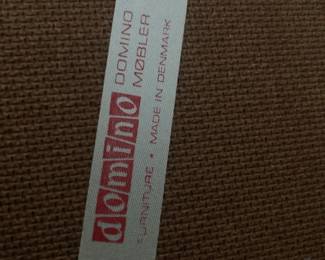 domino DOMINO
MØBLER
FURNITURE • MADE IN DENMARK